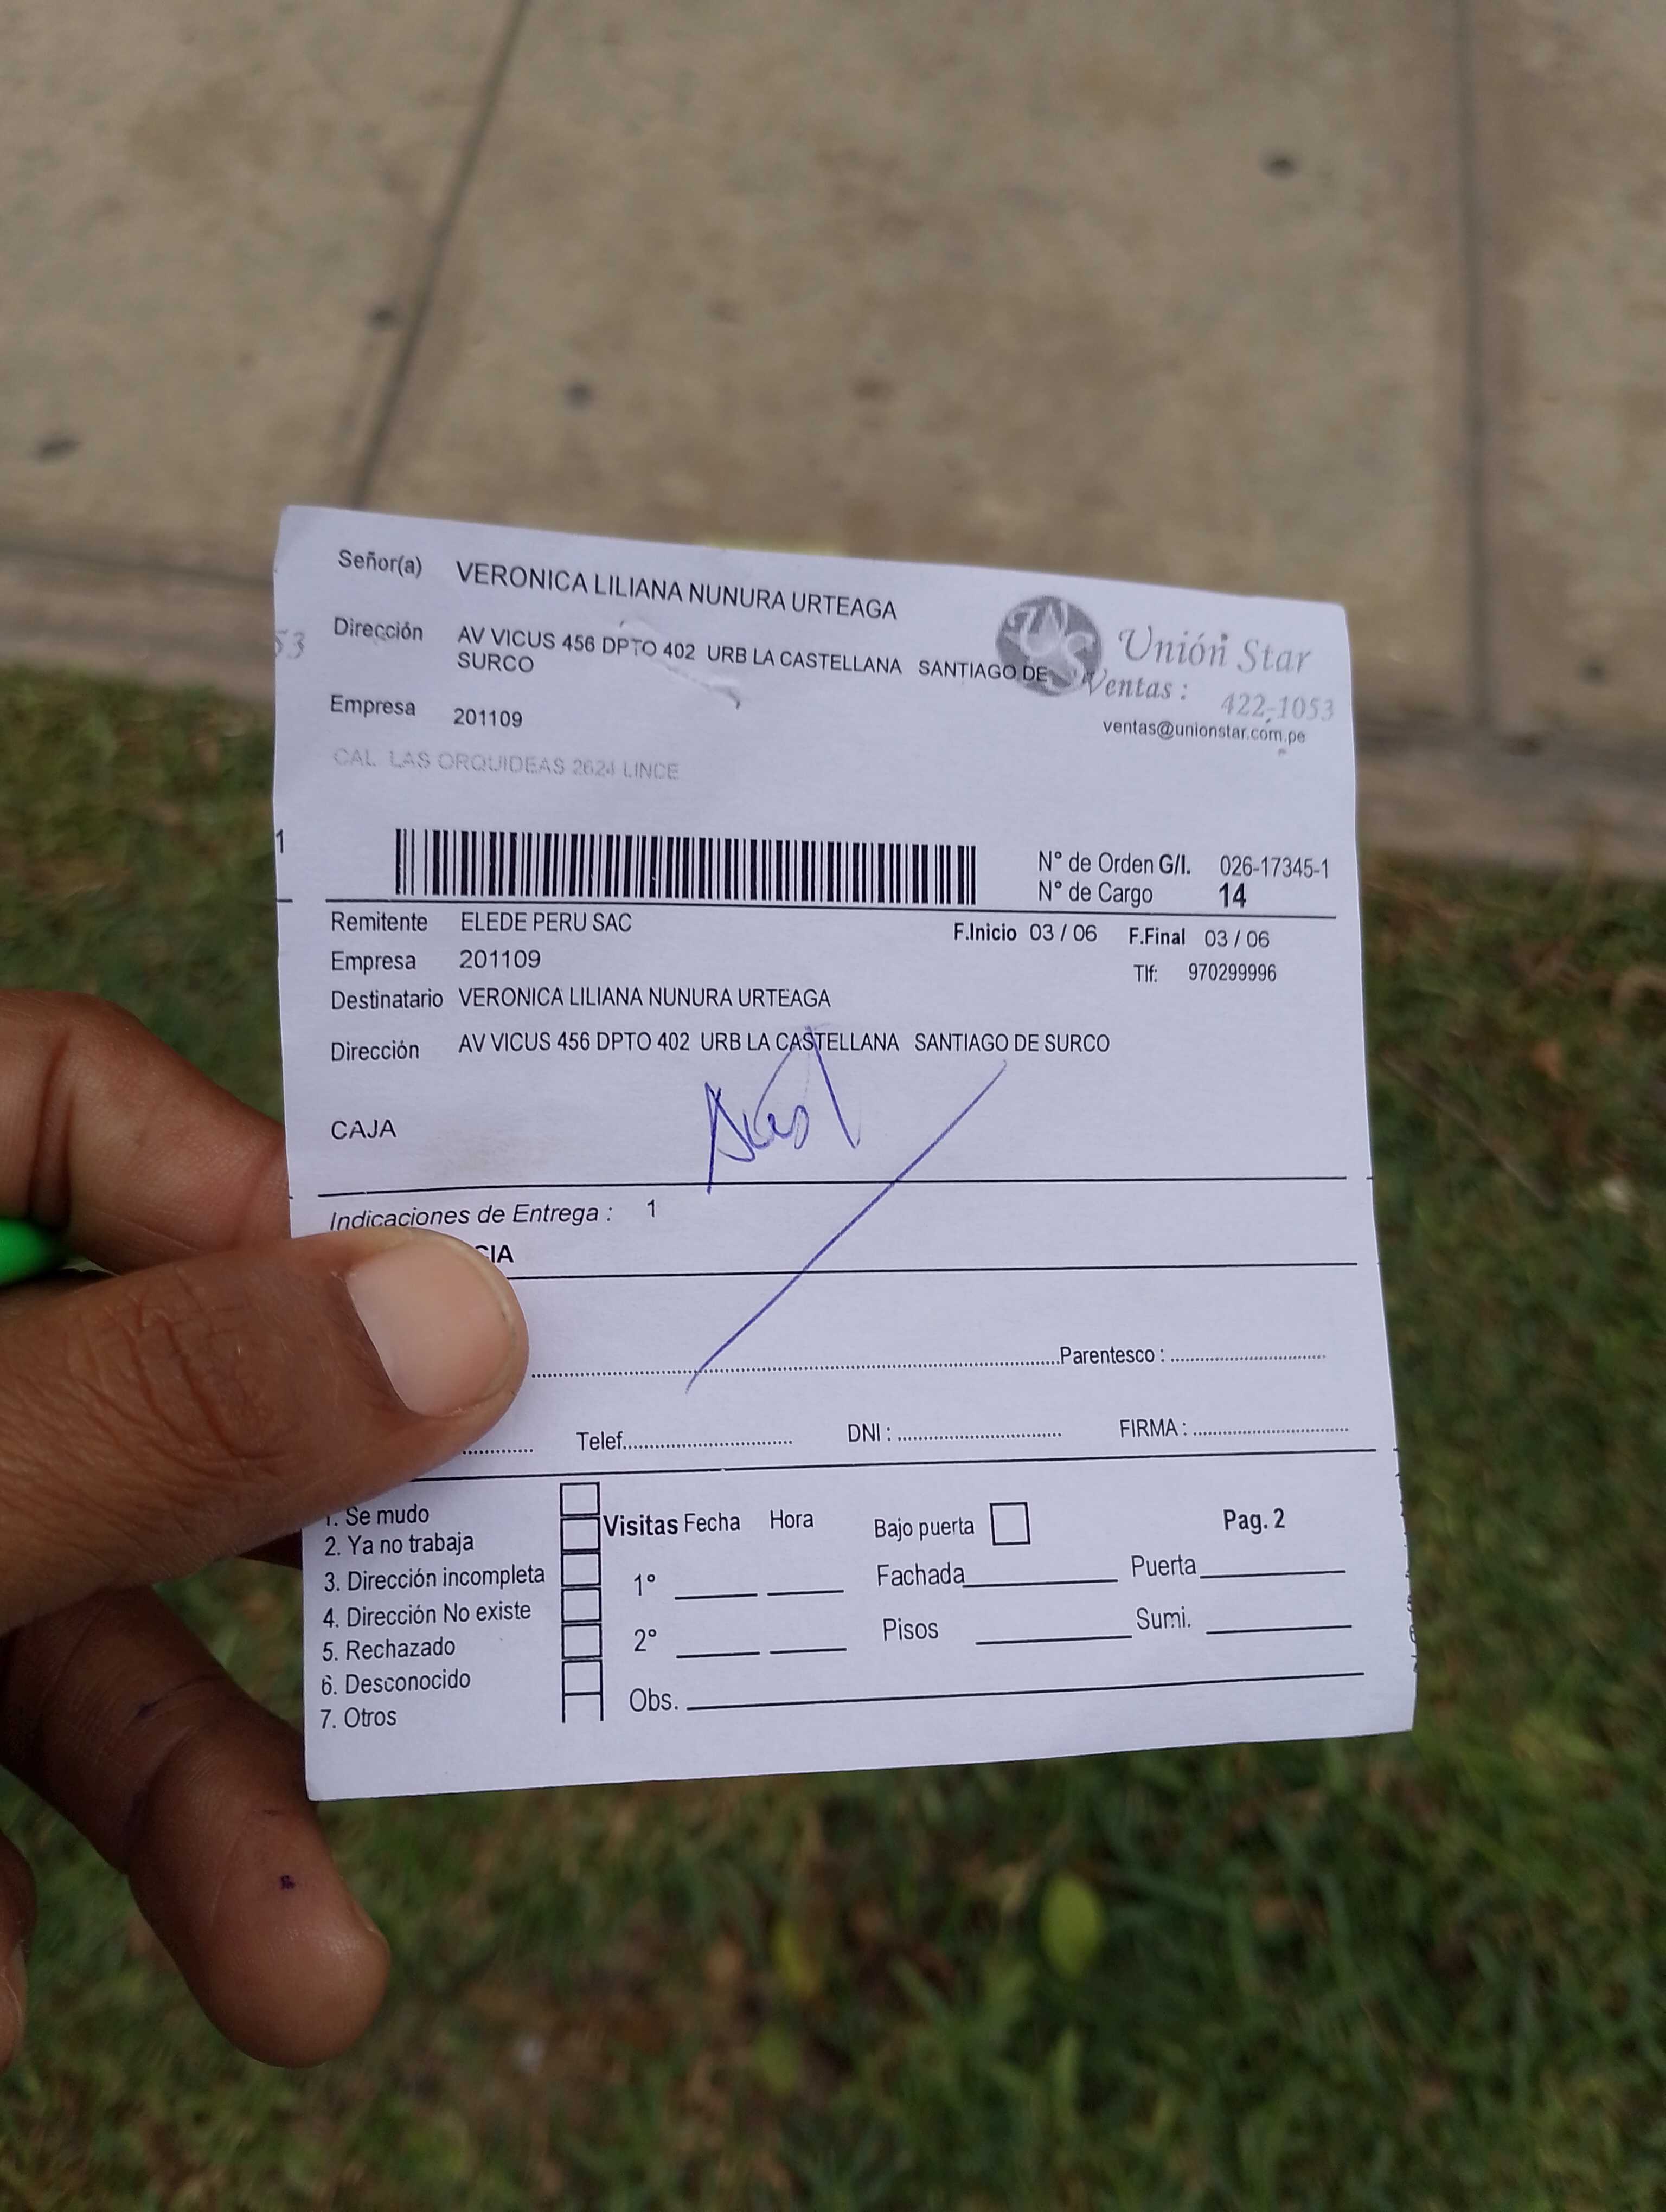 Señor(a) VERONICA LILIANA NUNURA URTEAGA
Dirección AV VICUS 456 DPTO 402 URB LA CASTELLANA SANTIAGO DE
SURCO
Unión Star
Ventas : 422-1053
ventas@unionstar.com.pe
53
Empresa 201109
CAL. LAS ORQUIDEAS 2624 LINCE
1
N° de Orden G/I. 026-17345-1
N° de Cargo 14
Remitente ELEDE PERU SAC
F.Inicio 03 / 06 F.Final 03 / 06
Empresa 201109
Tlf: 970299996
Destinatario VERONICA LILIANA NUNURA URTEAGA
Dirección AV VICUS 456 DPTO 402 URB LA CASTELLANA SANTIAGO DE SURCO
CAJA
Indicaciones de Entrega : 1
CIA
Parentesco :
Telef. DNI : FIRMA :
1. Se mudo
2. Ya no trabaja
3. Dirección incompleta
4. Dirección No existe
5. Rechazado
6. Desconocido
7. Otros
Visitas Fecha Hora
1°
2°
Obs.
Bajo puerta Pag. 2
Fachada Puerta
Pisos Sumi.